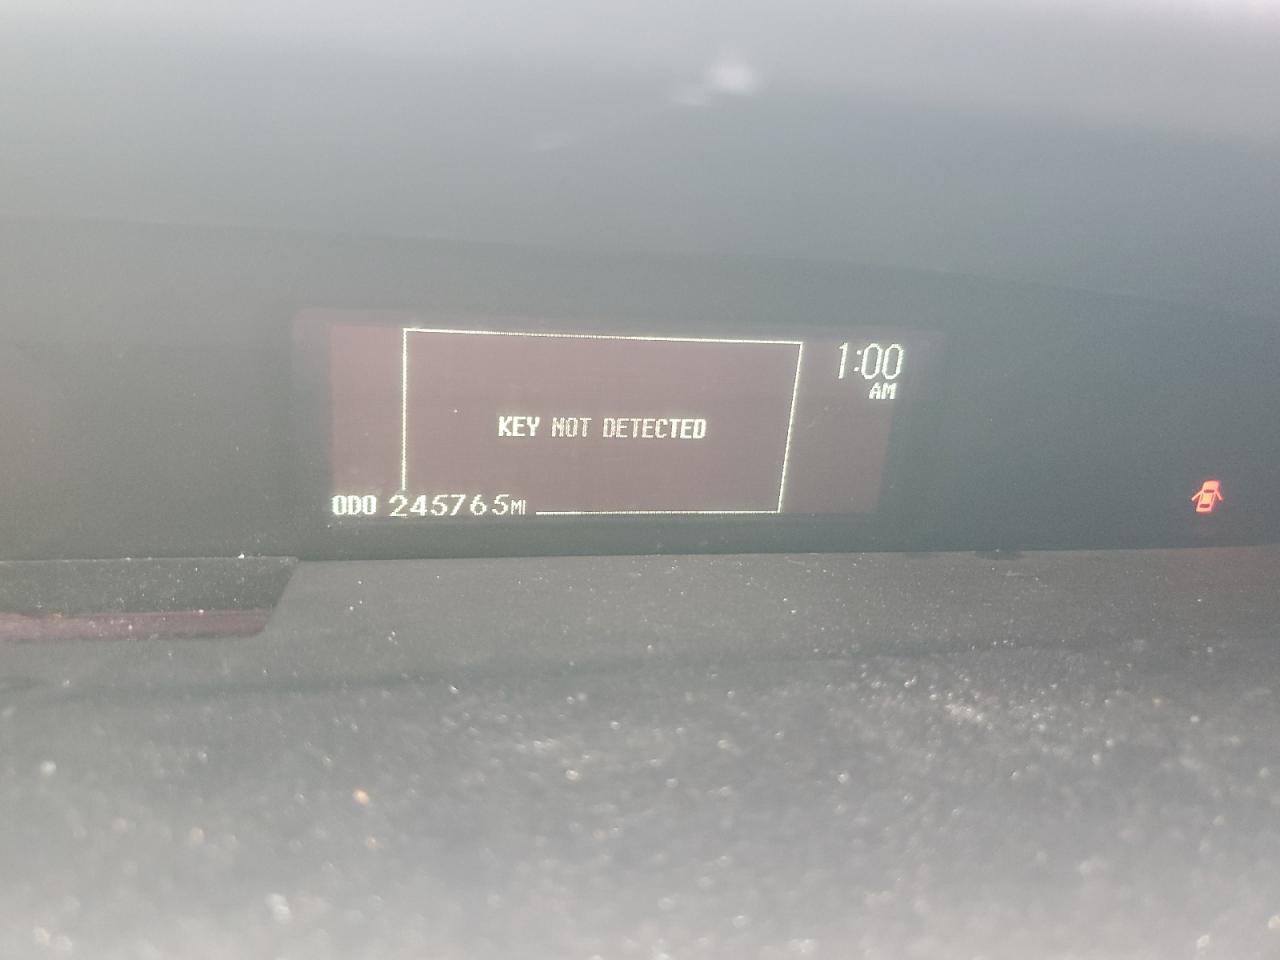 1:00
AM
KEY NOT DETECTED
ODO 245765MI